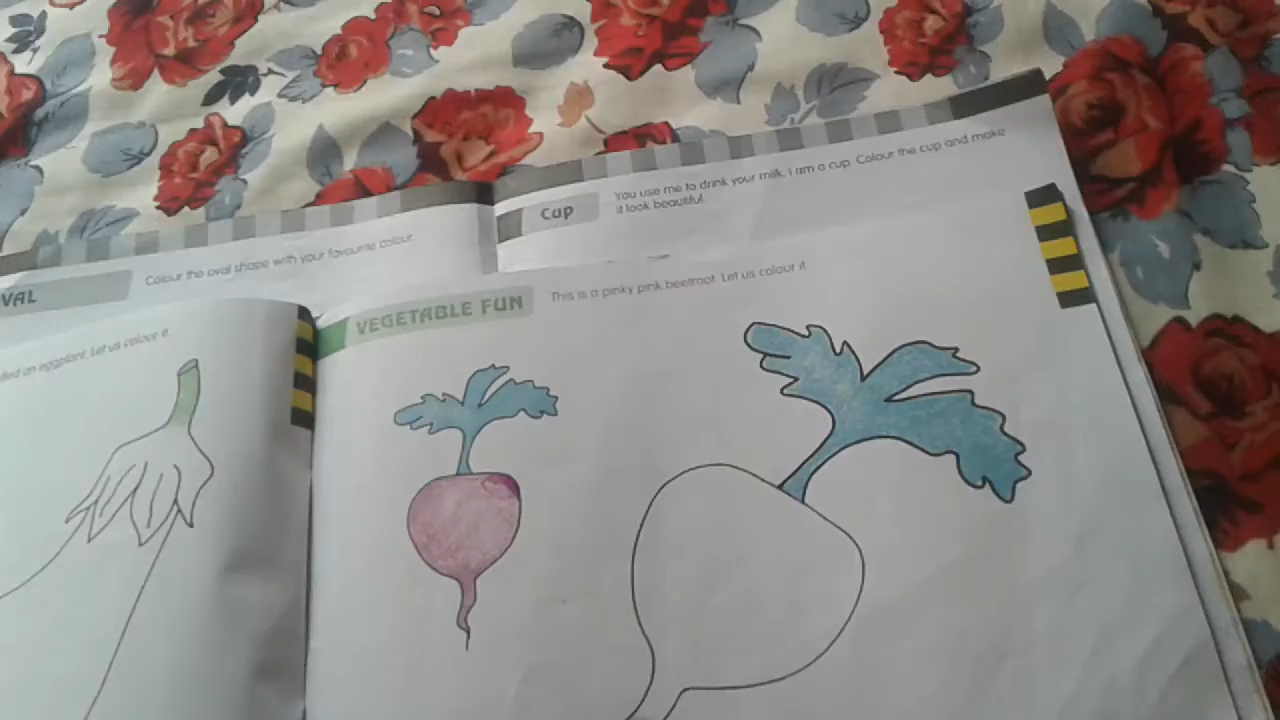 Cup
You use me to drink your milk. I am a cup. Colour the cup and make
it look beautiful.
VAL
Colour the oval shape with your favourite colour.
an eggplant. Let us colour it.
VEGETABLE FUN
This is a pinky pink beetroot. Let us colour it.